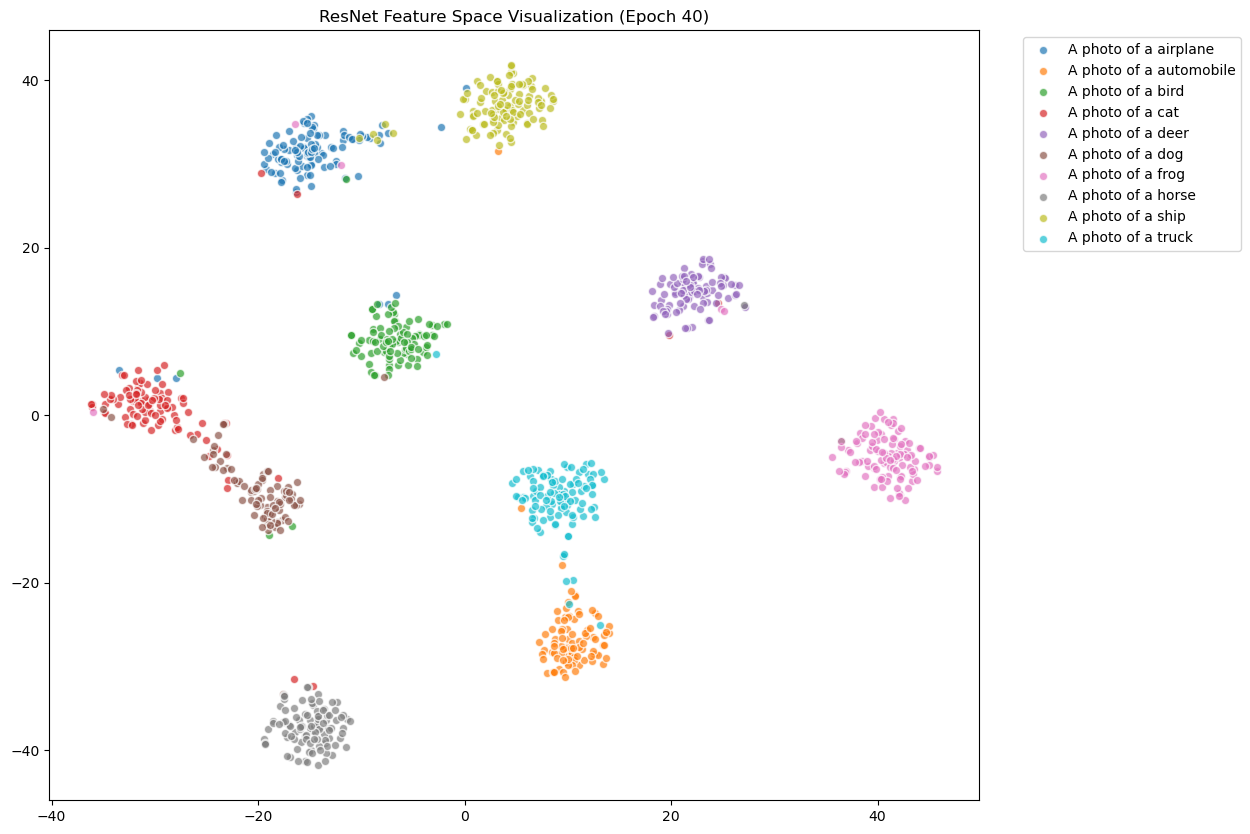 ResNet Feature Space Visualization (Epoch 40)
A photo of a airplane
A photo of a automobile
A photo of a bird
A photo of a cat
A photo of a deer
A photo of a dog
A photo of a frog
A photo of a horse
A photo of a ship
A photo of a truck
40
20
0
−20
−40
−40
−20
0
20
40